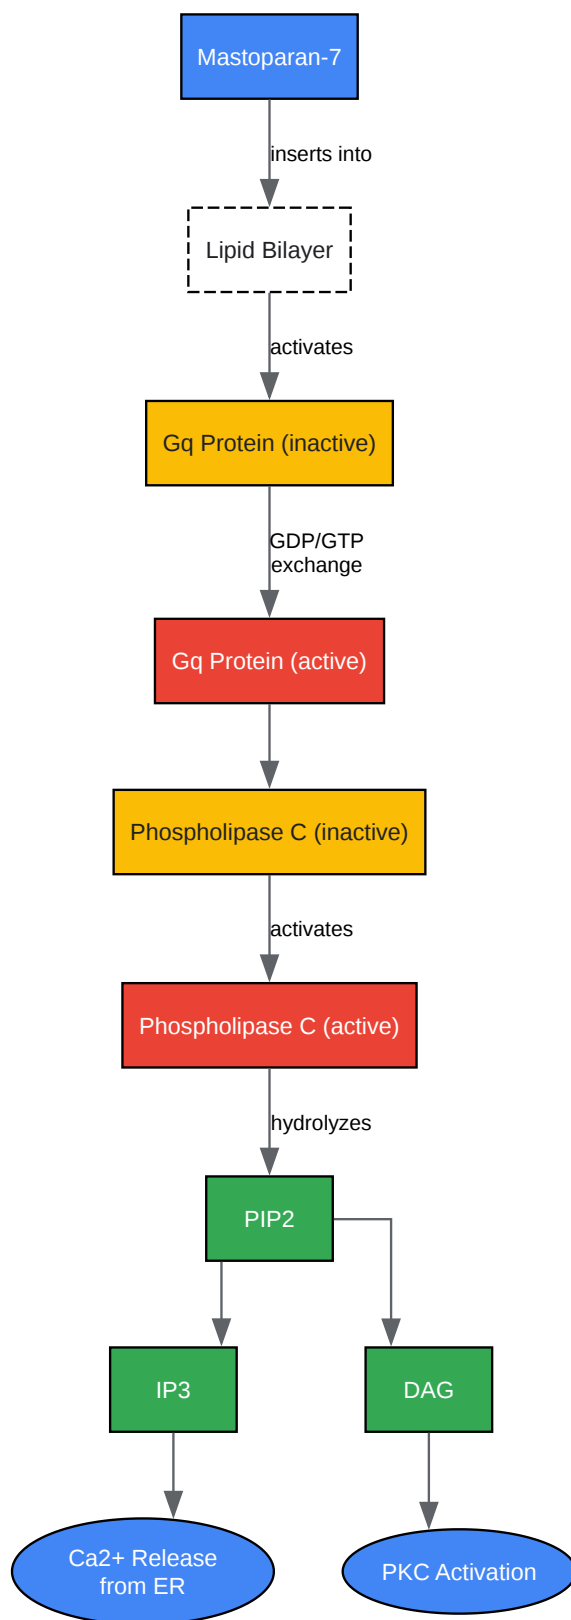 Mastoparan-7
inserts into
Lipid Bilayer
activates
Gq Protein (inactive)
GDP/GTP
exchange
Gq Protein (active)
Phospholipase C (inactive)
activates
Phospholipase C (active)
hydrolyzes
PIP2
IP3
DAG
Ca2+ Release
from ER
PKC Activation